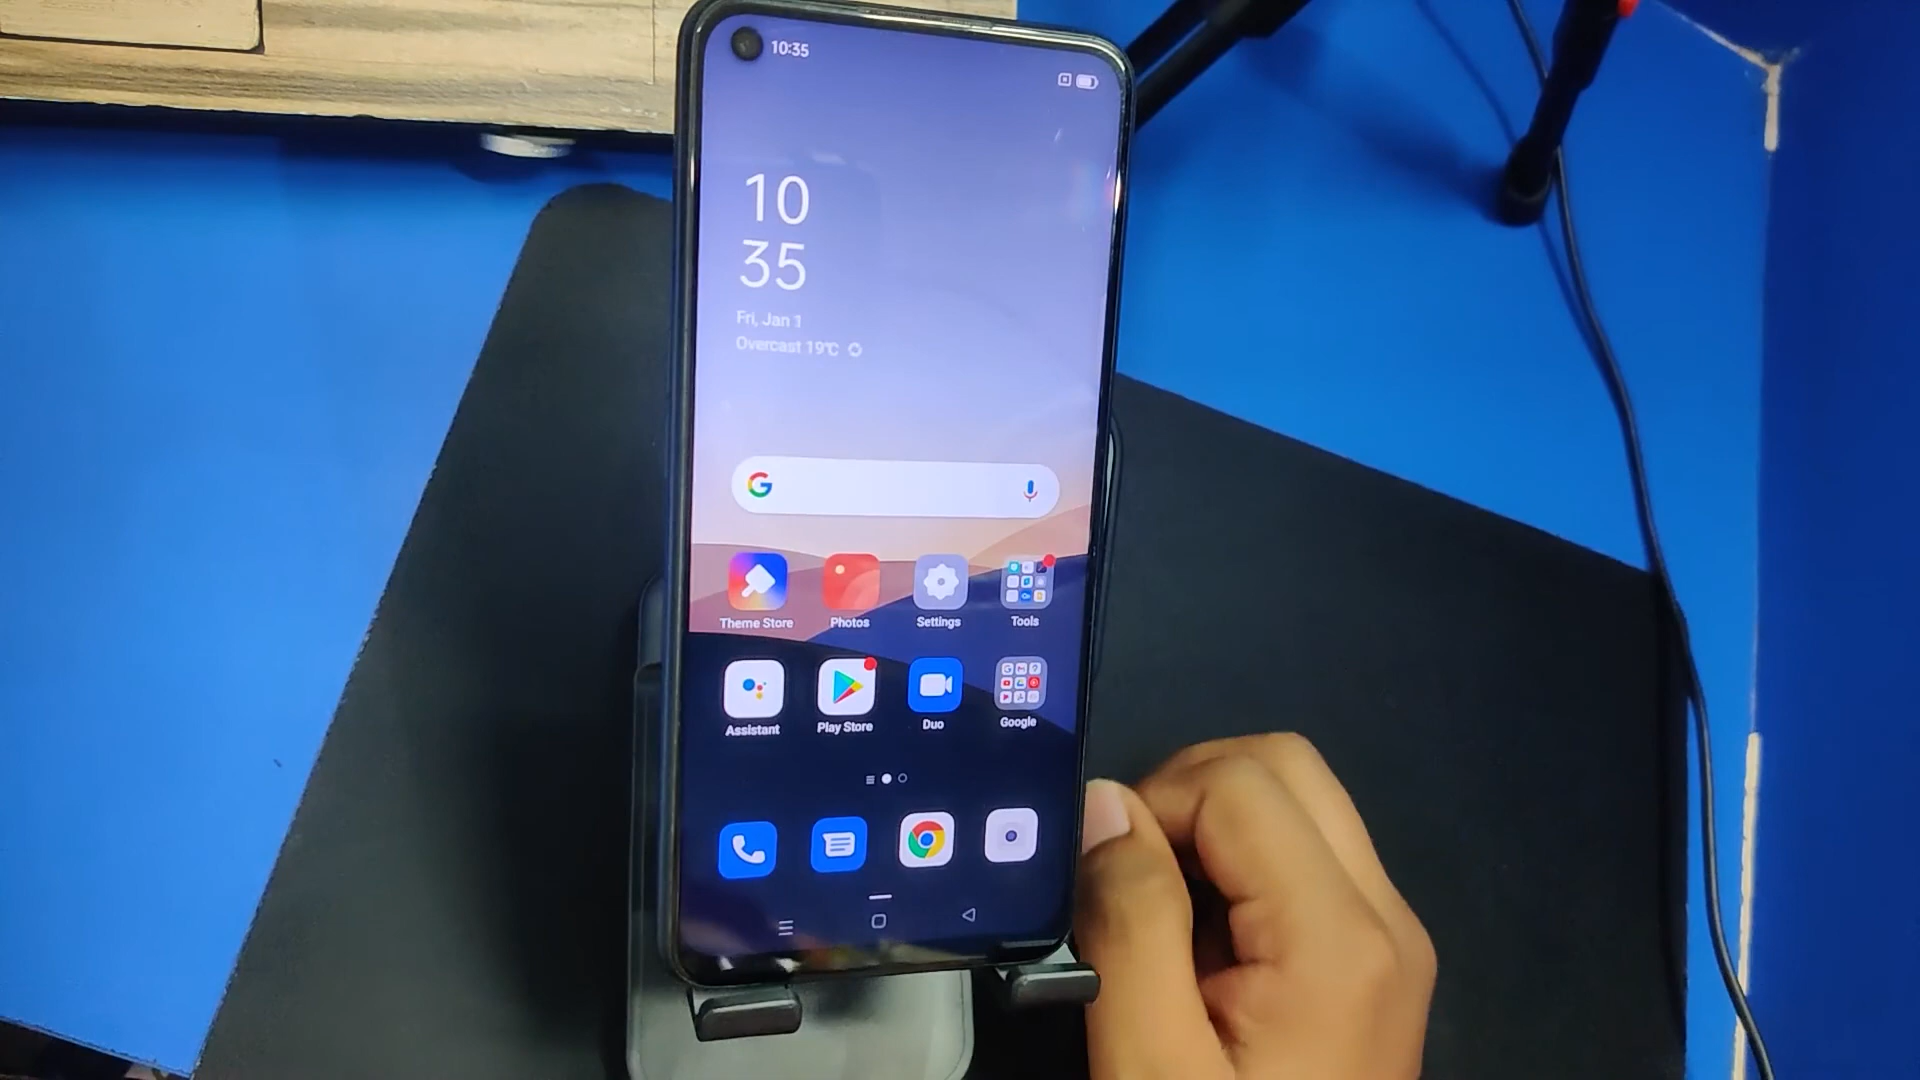 10:35
10
35
Fri, Jan 1
Overcast 19°C
Theme Store
Photos
Settings
Tools
Assistant
Play Store
Duo
Google